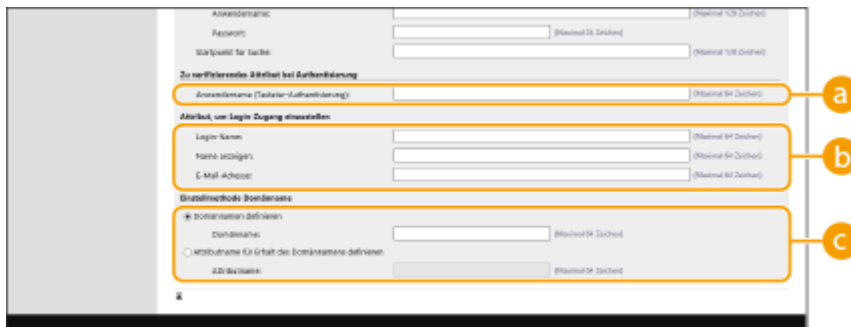 Anwendername: (Maximal 128 Zeichen)
Passwort: (Maximal 24 Zeichen)
Startpunkt für Suche: (Maximal 128 Zeichen)
Zu verifizierendes Attribut bei Authentisierung
Anwendername (Tastatur-Authentisierung): (Maximal 64 Zeichen)
a
Attribut, um Login Zugang einzustellen
Login-Name: (Maximal 64 Zeichen)
Name anzeigen: (Maximal 64 Zeichen)
b
E-Mail-Adresse: (Maximal 64 Zeichen)
Einstellmethode Domänename
Domännamen definieren
Domänename: (Maximal 64 Zeichen)
c
Attributname für Erhalt des Domänennamens definieren
Attributname: (Maximal 64 Zeichen)